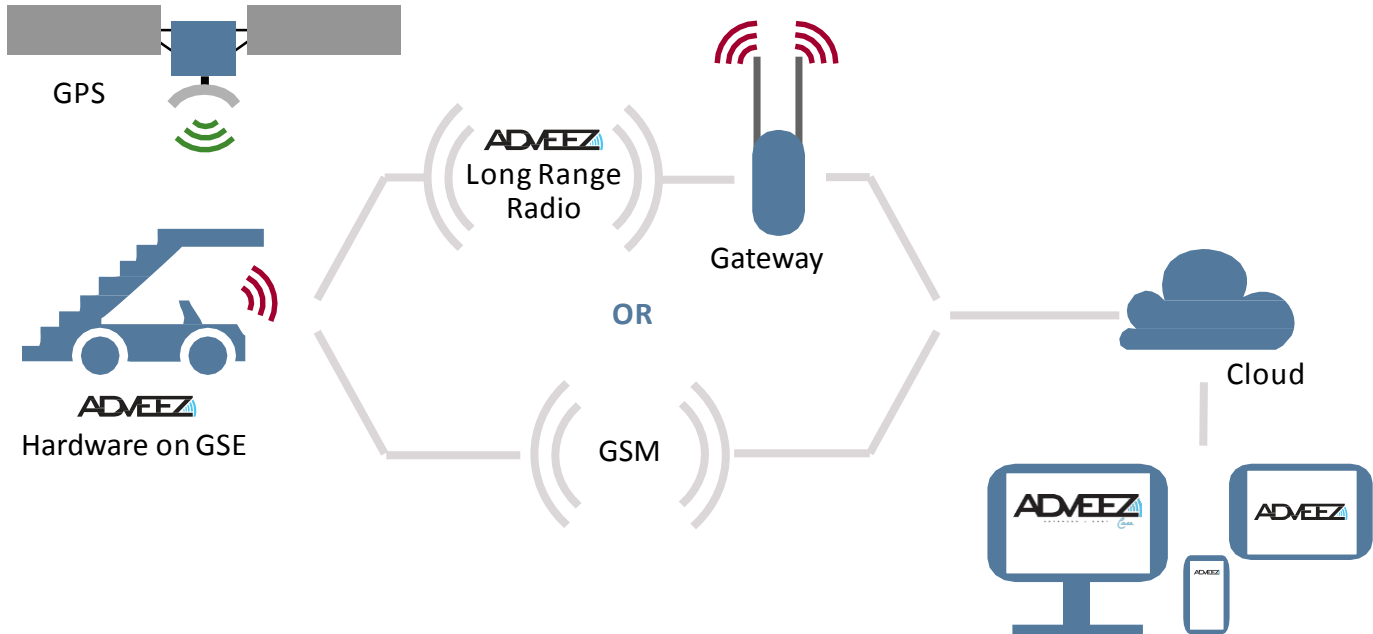 GPS
ADVEEZ
Long Range
Radio
Gateway
OR
ADVEEZ
Hardware on GSE
GSM
Cloud
ADVEEZ
ADVEEZ
ADVEEZ